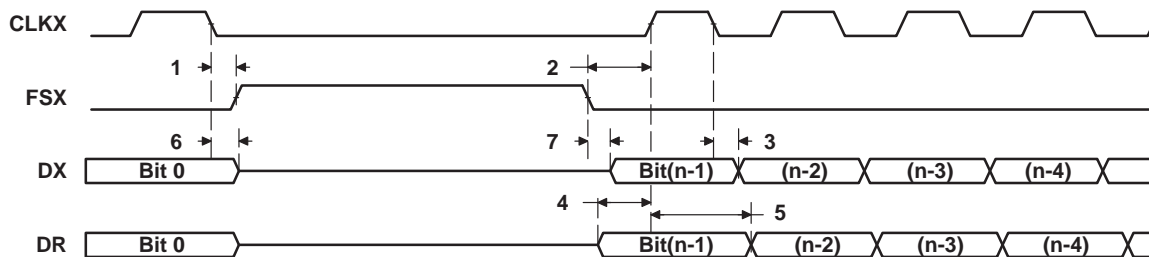 CLKX
1 2
FSX
6 7 3
DX Bit 0 Bit(n-1) (n-2) (n-3) (n-4)
4 5
DR Bit 0 Bit(n-1) (n-2) (n-3) (n-4)